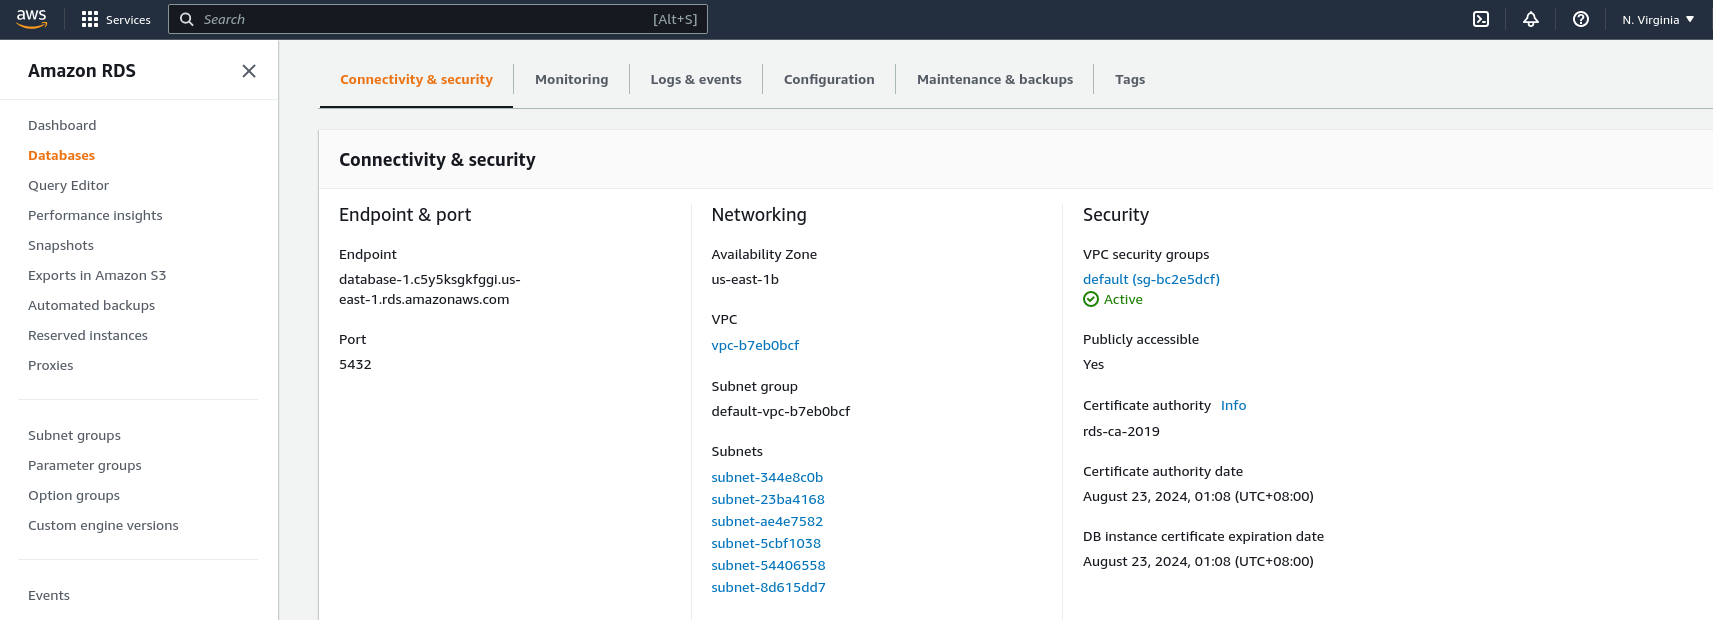 aws
Services
Search
[Alt+S]
N. Virginia
Amazon RDS
Dashboard
Databases
Query Editor
Performance insights
Snapshots
Exports in Amazon S3
Automated backups
Reserved instances
Proxies
Subnet groups
Parameter groups
Option groups
Custom engine versions
Events
Connectivity & security
Monitoring
Logs & events
Configuration
Maintenance & backups
Tags
Connectivity & security
Endpoint & port
Endpoint
database-1.c5y5ksgkfggi.us-
east-1.rds.amazonaws.com
Port
5432
Networking
Availability Zone
us-east-1b
VPC
vpc-b7eb0bcf
Subnet group
default-vpc-b7eb0bcf
Subnets
subnet-344e8c0b
subnet-23ba4168
subnet-ae4e7582
subnet-5cbf1038
subnet-54406558
subnet-8d615dd7
Security
VPC security groups
default (sg-bc2e5dcf)
Active
Publicly accessible
Yes
Certificate authority Info
rds-ca-2019
Certificate authority date
August 23, 2024, 01:08 (UTC+08:00)
DB instance certificate expiration date
August 23, 2024, 01:08 (UTC+08:00)